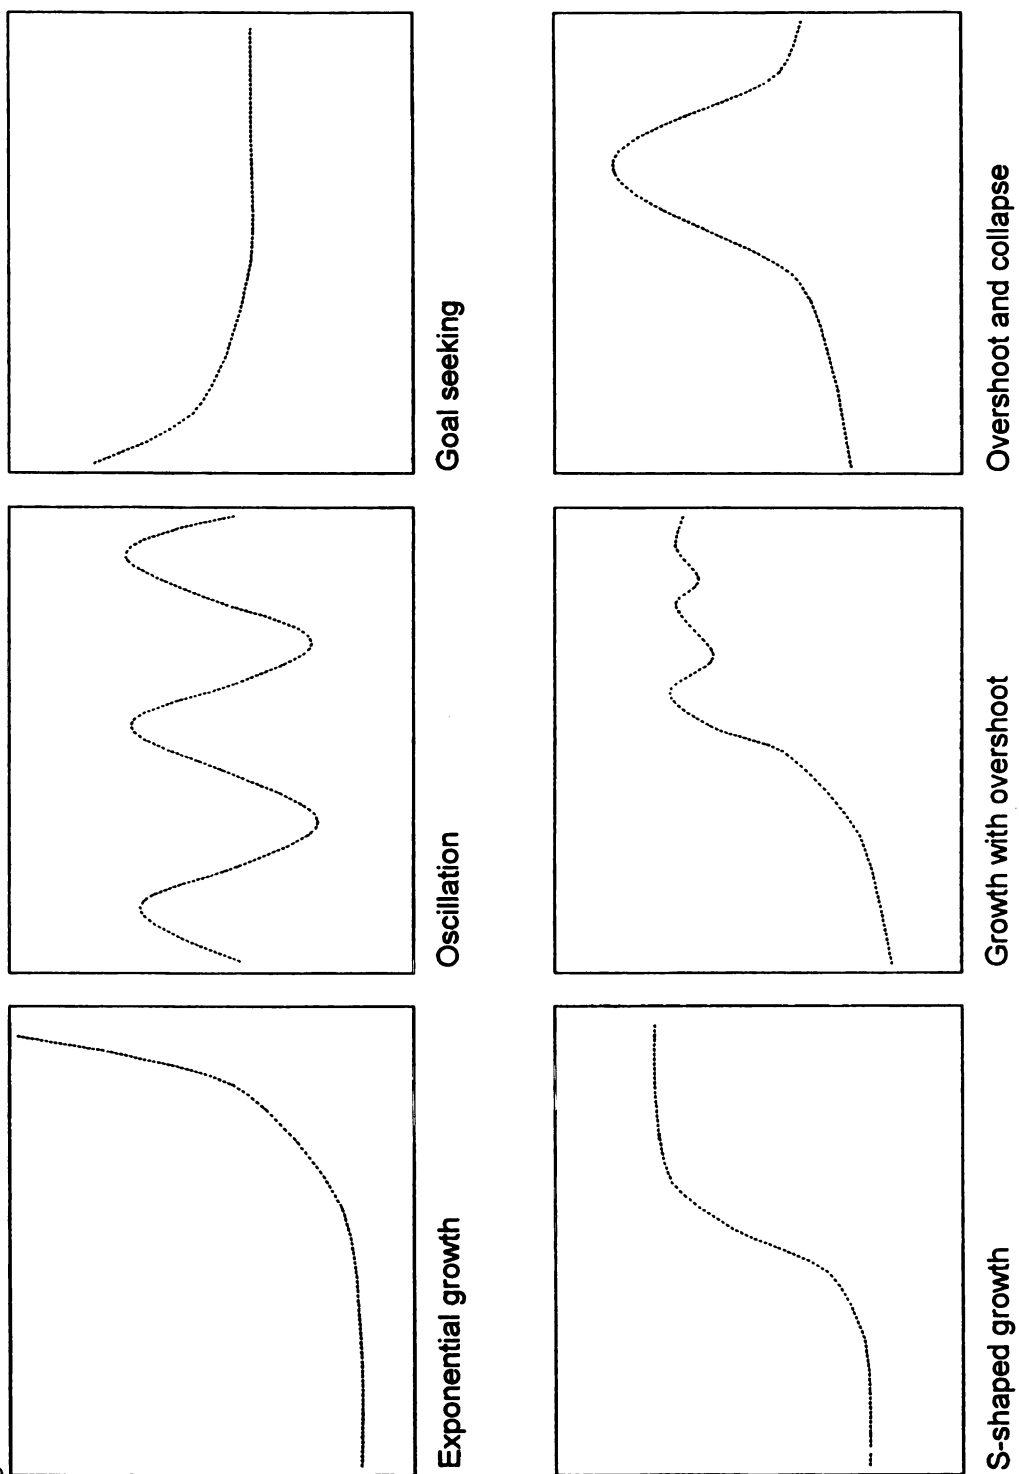 Exponential growth
Oscillation
Goal seeking
S-shaped growth
Growth with overshoot
Overshoot and collapse